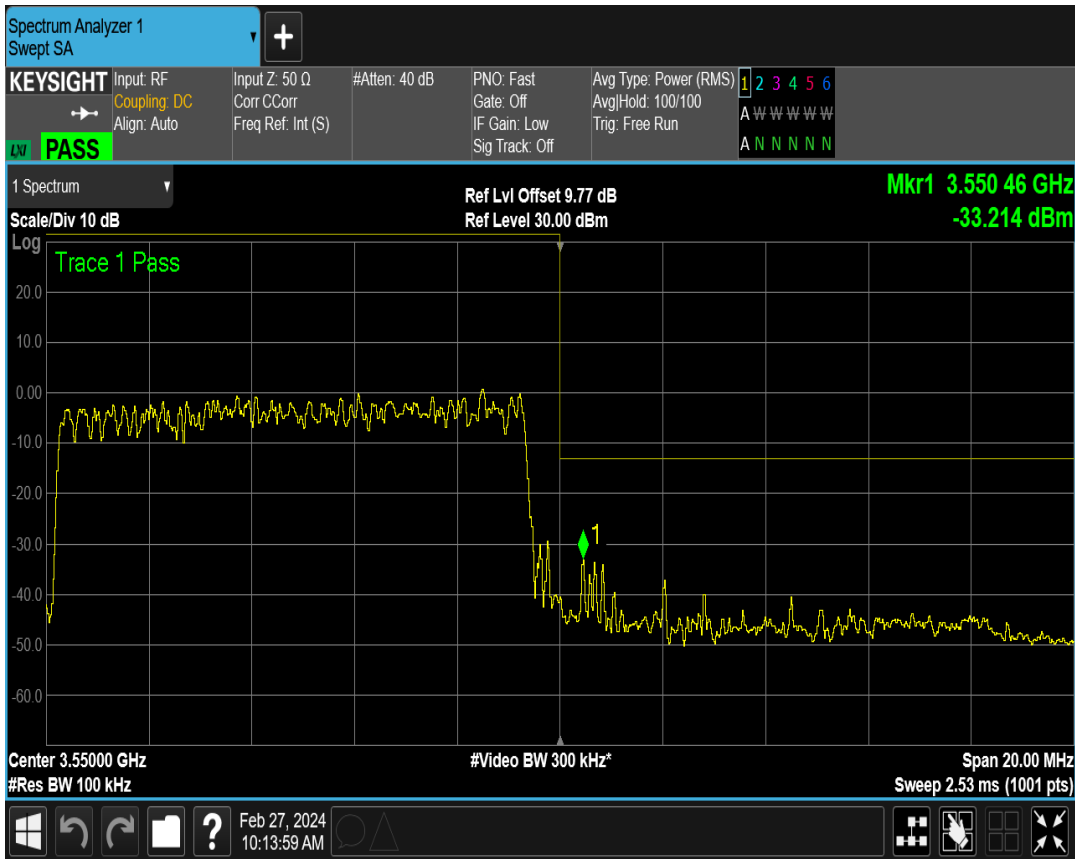 Spectrum Analyzer 1
Swept SA
+
KEYSIGHT
LXI PASS
Input: RF
Coupling: DC
Align: Auto
Input Z: 50 Ω
Corr CCorr
Freq Ref: Int (S)
#Atten: 40 dB
PNO: Fast
Gate: Off
IF Gain: Low
Sig Track: Off
Avg Type: Power (RMS)
Avg|Hold: 100/100
Trig: Free Run
1 2 3 4 5 6
A W W W W W
A N N N N N
1 Spectrum
Scale/Div 10 dB
Ref Lvl Offset 9.77 dB
Ref Level 30.00 dBm
Mkr1 3.550 46 GHz
-33.214 dBm
Log
Trace 1 Pass
20.0
10.0
0.00
-10.0
-20.0
-30.0
-40.0
-50.0
-60.0
1
Center 3.55000 GHz
#Res BW 100 kHz
#Video BW 300 kHz*
Span 20.00 MHz
Sweep 2.53 ms (1001 pts)
?
Feb 27, 2024
10:13:59 AM